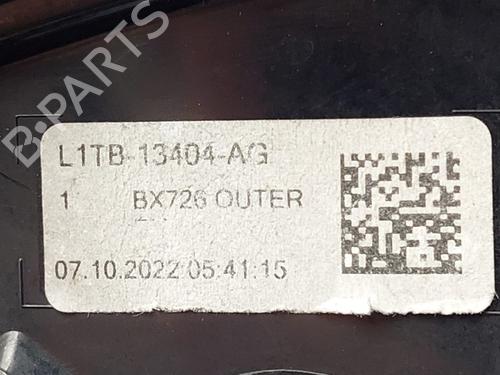 B-PARTS
L1TB-13404-AG
1 BX726 OUTER
07.10.2022 05:41:15